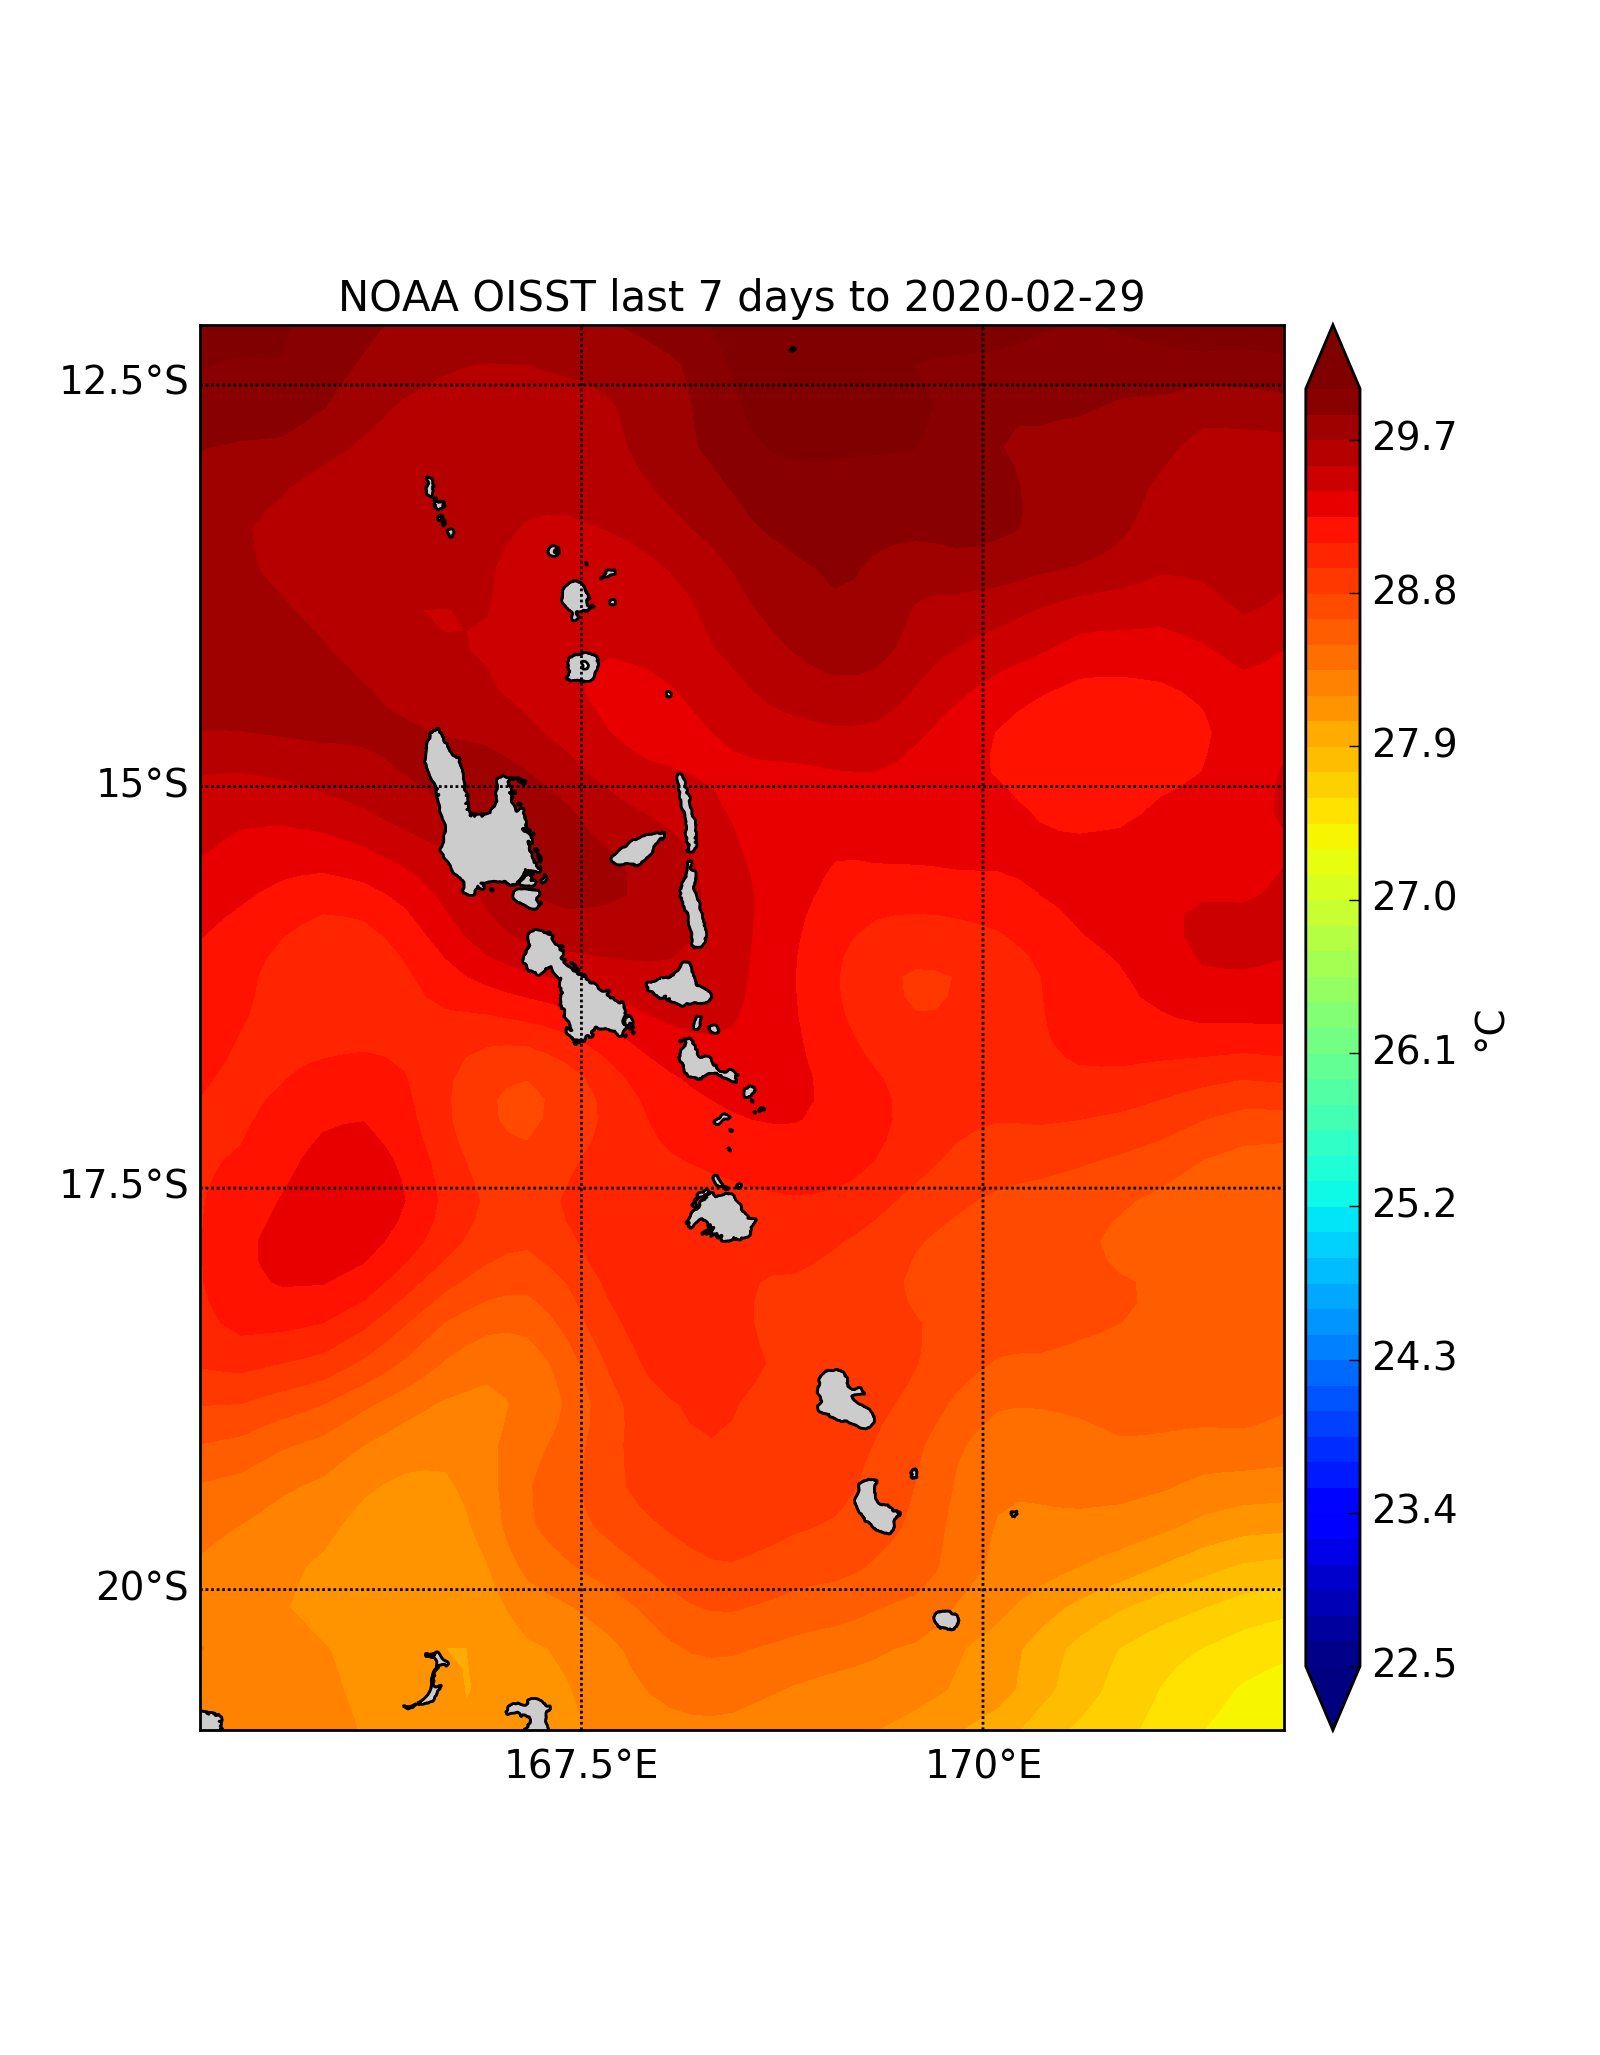 NOAA OISST last 7 days to 2020-02-29
12.5°S
15°S
17.5°S
20°S
167.5°E
170°E
29.7
28.8
27.9
27.0
26.1
25.2
24.3
23.4
22.5
°C